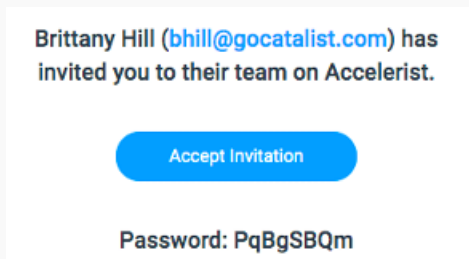 Brittany Hill (bhill@gocatalist.com) has
invited you to their team on Accelerist.
Accept Invitation
Password: PqBgSBQm